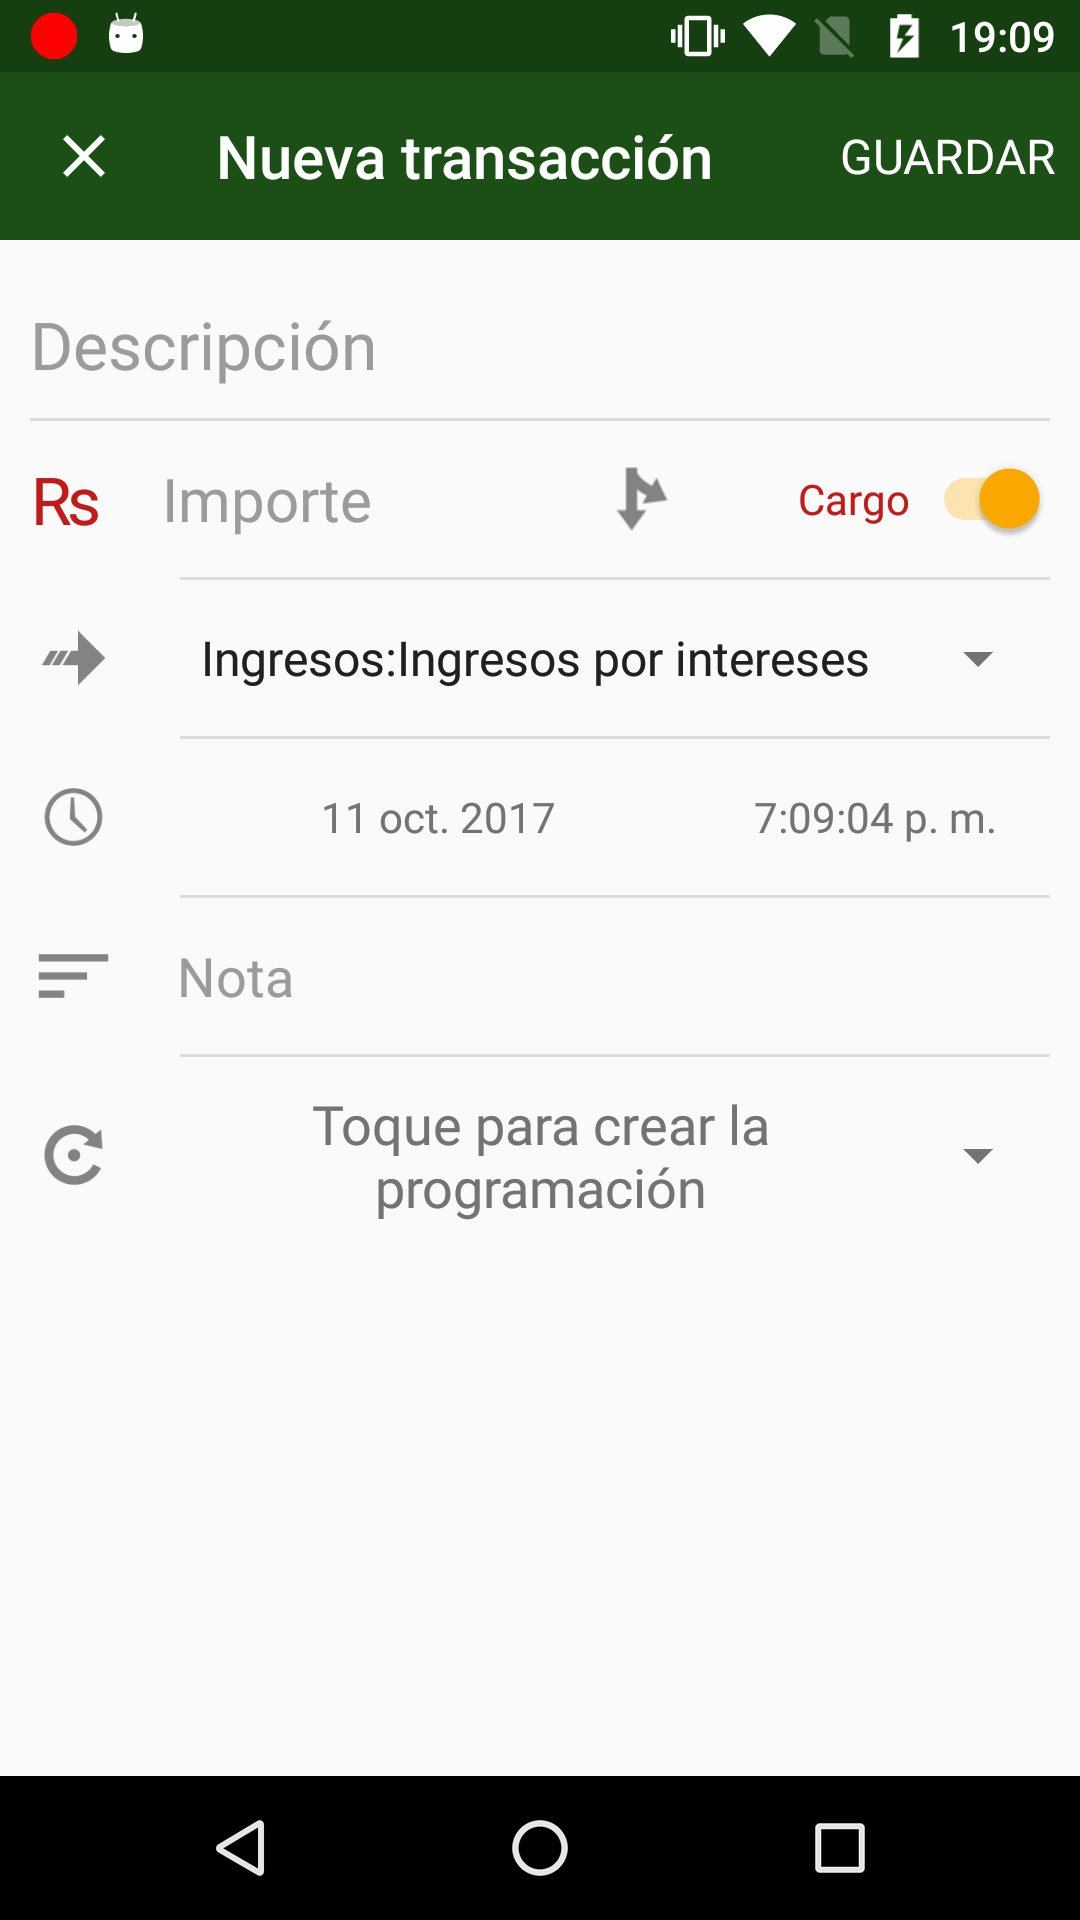 19:09
Nueva transacción GUARDAR
Descripción
Rs Importe Cargo
Ingresos:Ingresos por intereses
11 oct. 2017 7:09:04 p. m.
Nota
Toque para crear la
programación